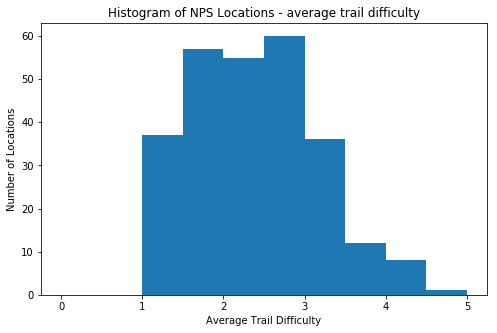 Histogram of NPS Locations - average trail difficulty
60
50
40
30
20
10
0
Number of Locations
0 1 2 3 4 5
Average Trail Difficulty